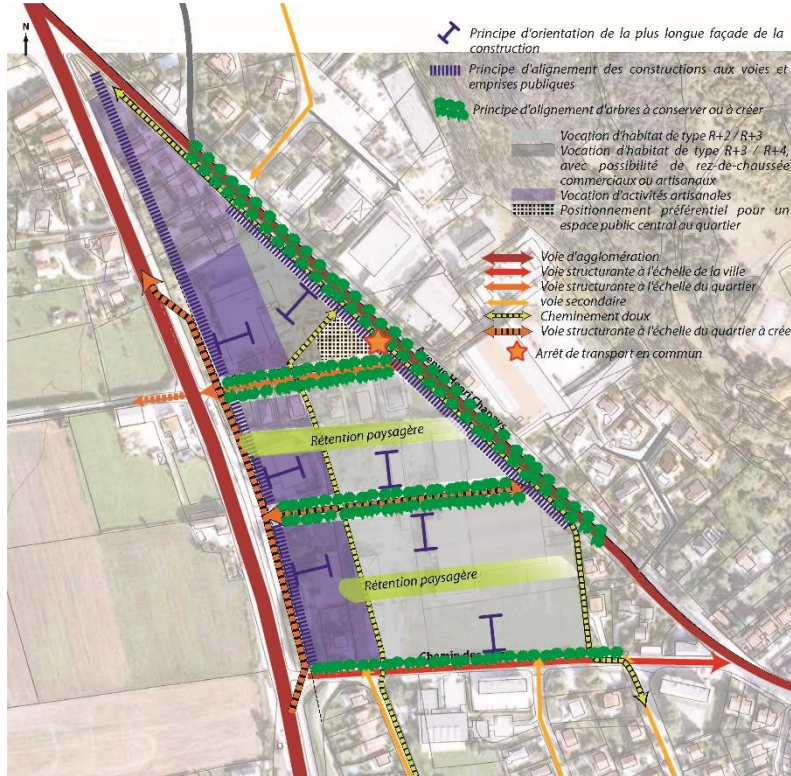 N
Principe d'orientation de la plus longue façade de la
construction
Principe d'alignement des constructions aux voies et
emprises publiques
Principe d'alignement d'arbres à conserver ou à créer
Vocation d'habitat de type R+2 / R+3
Vocation d'habitat de type R+3 / R+4,
avec possibilité de rez-de-chaussée
commerciaux ou artisanaux
Vocation d'activités artisanales
Positionnement préférentiel pour un
espace public central au quartier
Voie d'agglomération
Voie structurante à l'échelle de la ville
Voie structurante à l'échelle du quartier
voie secondaire
Cheminement doux
Voie structurante à l'échelle du quartier à crée
Arrêt de transport en commun
Avenue Henri
Rétention paysagère
Rétention paysagère
Chemin